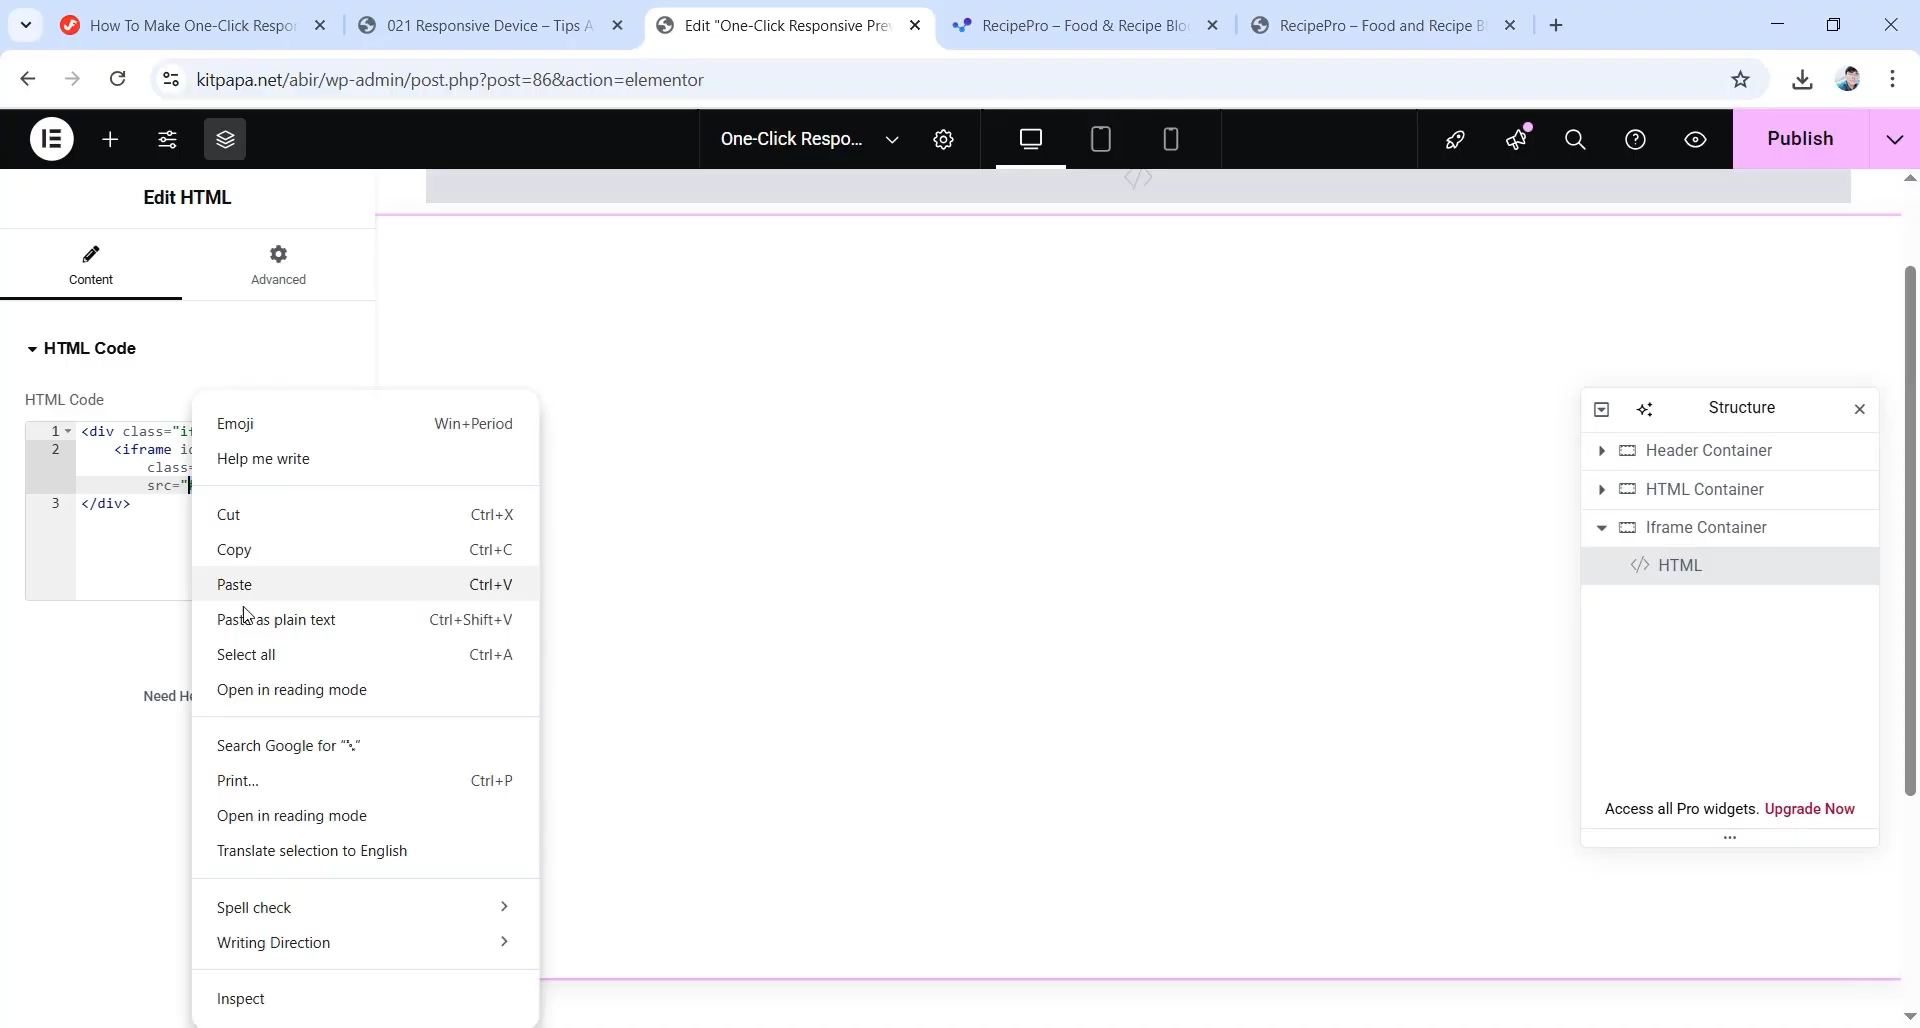 How To Make One-Click Respor
021 Responsive Device – Tips A
Edit "One-Click Responsive Prev
RecipePro – Food & Recipe Blo
RecipePro – Food and Recipe B
kitpapa.net/abir/wp-admin/post.php?post=86&action=elementor
One-Click Respo...
Publish
Edit HTML
Content
Advanced
HTML Code
HTML Code
1
<div class="if
2
<iframe id
class=
src="
3
</div>
Need He
Emoji
Win+Period
Help me write
Cut
Ctrl+X
Copy
Ctrl+C
Paste
Ctrl+V
Paste as plain text
Ctrl+Shift+V
Select all
Ctrl+A
Open in reading mode
Print...
Ctrl+P
Search Google for
Open in reading mode
Translate selection to English
Spell check
Writing Direction
Inspect
Structure
Header Container
HTML Container
Iframe Container
</> HTML
Access all Pro widgets. Upgrade Now